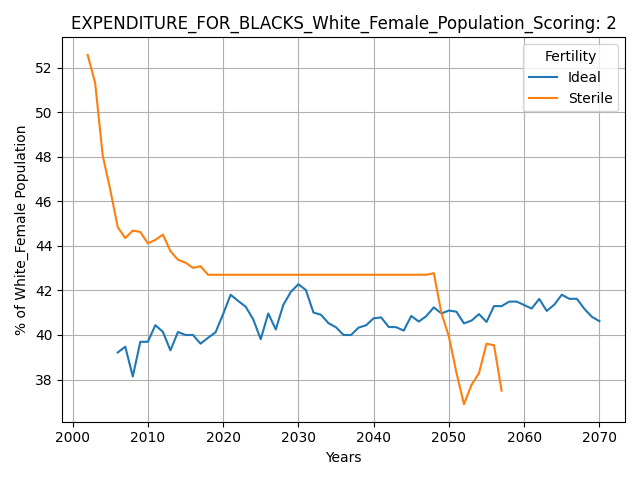 EXPENDITURE_FOR_BLACKS_White_Female_Population_Scoring: 2
Fertility
Ideal
Sterile
% of White_Female Population
52
50
48
46
44
42
40
38
2000 2010 2020 2030 2040 2050 2060 2070
Years